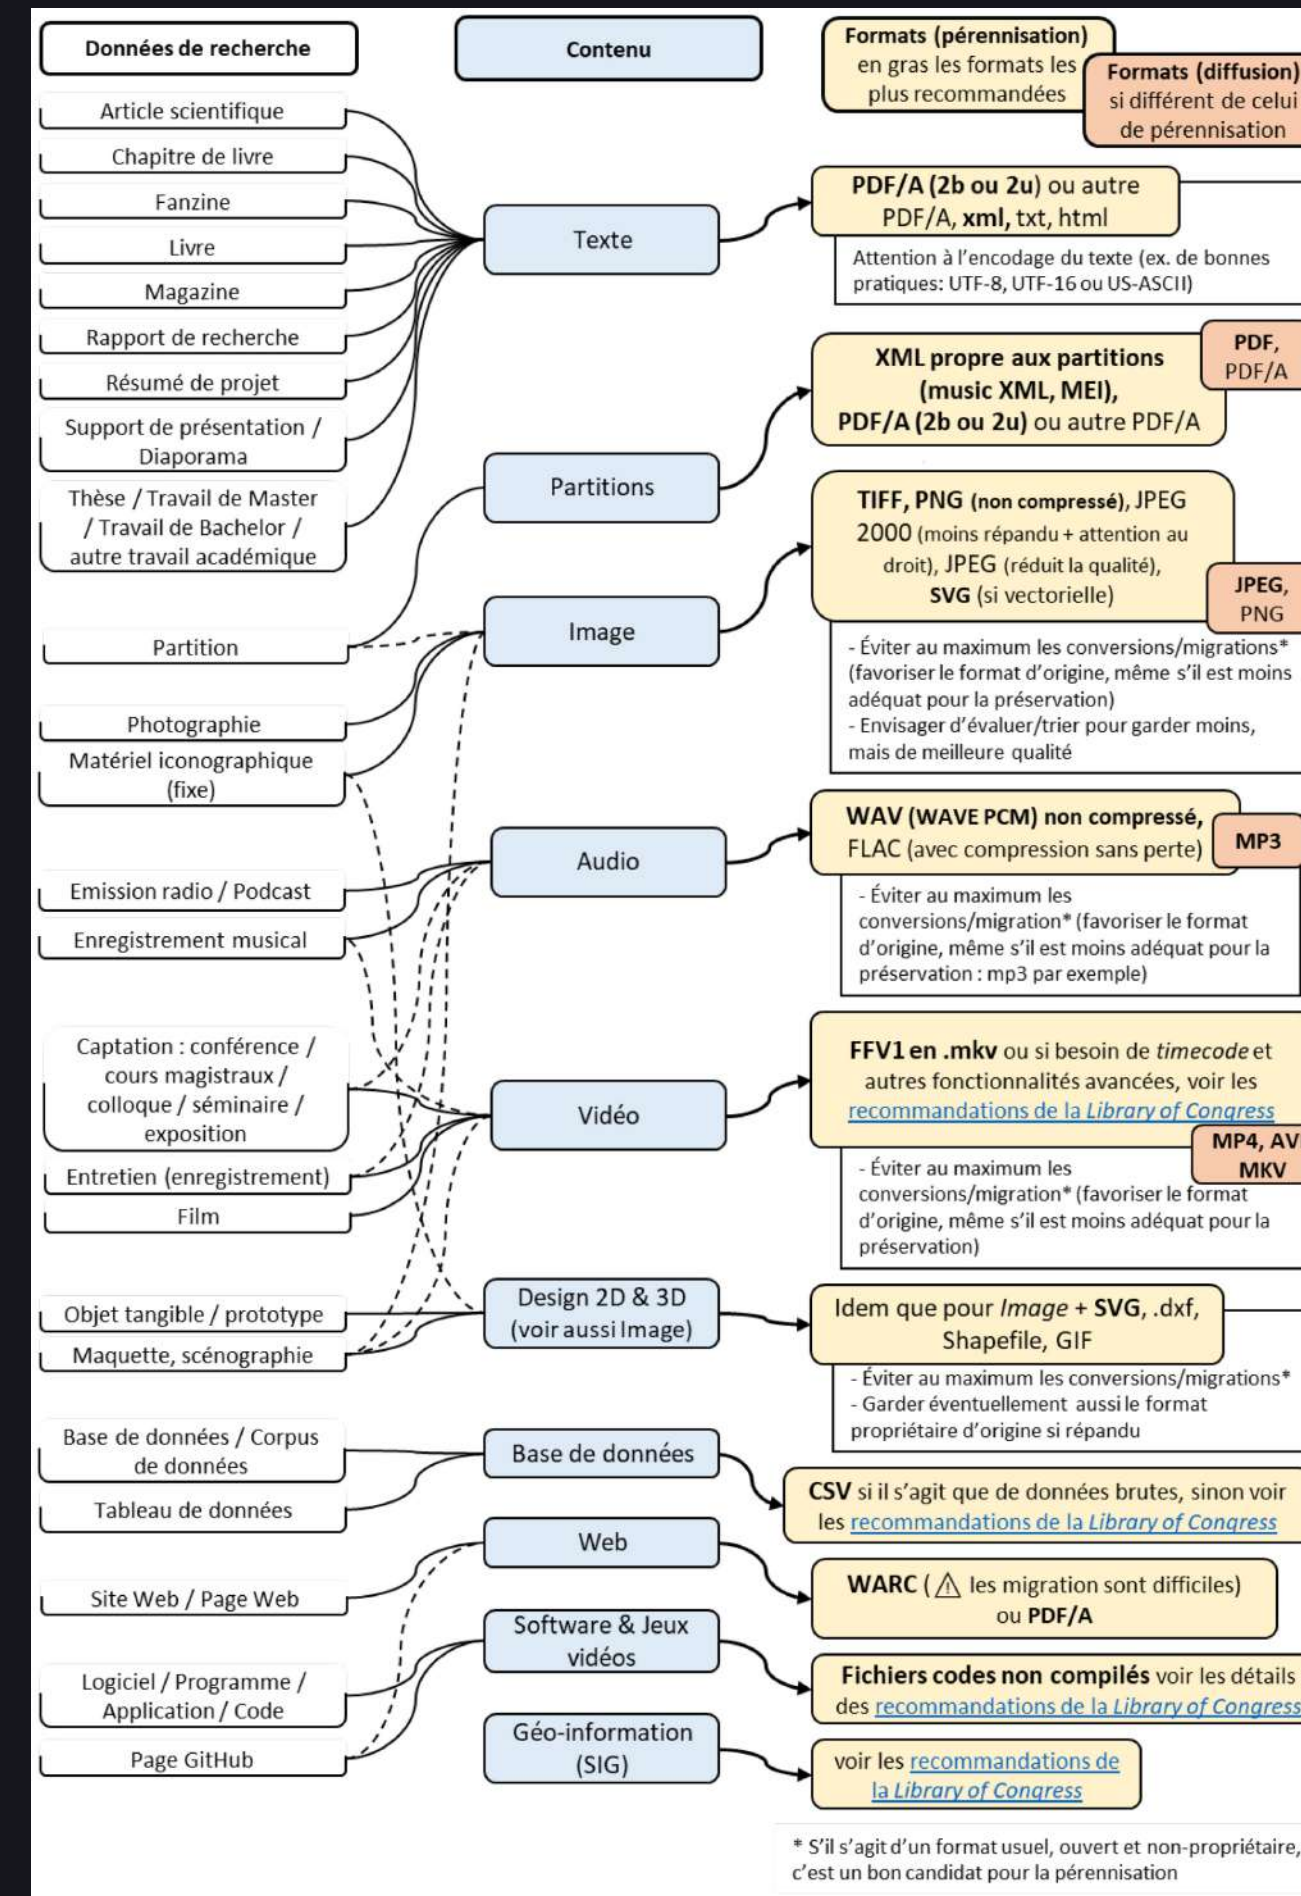 Données de recherche
Contenu
Formats (pérennisation)
en gras les formats les
plus recommandées
Formats (diffusion)
si différent de celui
de pérennisation
Article scientifique
Chapitre de livre
Fanzine
Livre
Magazine
Rapport de recherche
Résumé de projet
Support de présentation /
Diaporama
Thèse / Travail de Master
/ Travail de Bachelor /
autre travail académique
Partition
Photographie
Matériel iconographique
(fixe)
Emission radio / Podcast
Enregistrement musical
Captation : conférence /
cours magistraux /
colloque / séminaire /
exposition
Entretien (enregistrement)
Film
Objet tangible / prototype
Maquette, scénographie
Base de données / Corpus
de données
Tableau de données
Site Web / Page Web
Logiciel / Programme /
Application / Code
Page GitHub
Texte
Partitions
Image
Audio
Vidéo
Design 2D & 3D
(voir aussi Image)
Base de données
Web
Software & Jeux
vidéos
Géo-information
(SIG)
PDF/A (2b ou 2u) ou autre
PDF/A, xml, txt, html
Attention à l'encodage du texte (ex. de bonnes
pratiques: UTF-8, UTF-16 ou US-ASCII)
XML propre aux partitions
(music XML, MEI),
PDF/A (2b ou 2u) ou autre PDF/A
PDF,
PDF/A
TIFF, PNG (non compressé), JPEG
2000 (moins répandu + attention au
droit), JPEG (réduit la qualité),
SVG (si vectorielle)
JPEG,
PNG
- Éviter au maximum les conversions/migrations*
(favoriser le format d'origine, même s'il est moins
adéquat pour la préservation)
- Envisager d'évaluer/trier pour garder moins,
mais de meilleure qualité
WAV (WAVE PCM) non compressé,
FLAC (avec compression sans perte)
MP3
- Éviter au maximum les
conversions/migration* (favoriser le format
d'origine, même s'il est moins adéquat pour la
préservation : mp3 par exemple)
FFV1 en .mkv ou si besoin de timecode et
autres fonctionnalités avancées, voir les
recommandations de la Library of Congress
MP4, AV
MKV
- Éviter au maximum les
conversions/migration* (favoriser le format
d'origine, même s'il est moins adéquat pour la
préservation)
Idem que pour Image + SVG, .dxf,
Shapefile, GIF
- Éviter au maximum les conversions/migrations*
- Garder éventuellement aussi le format
propriétaire d'origine si répandu
CSV si il s'agit que de données brutes, sinon voir
les recommandations de la Library of Congress
WARC (⚠ les migration sont difficiles)
ou PDF/A
Fichiers codes non compilés voir les détails
des recommandations de la Library of Congress
voir les recommandations de
la Library of Congress
* S'il s'agit d'un format usuel, ouvert et non-propriétaire,
c'est un bon candidat pour la pérennisation